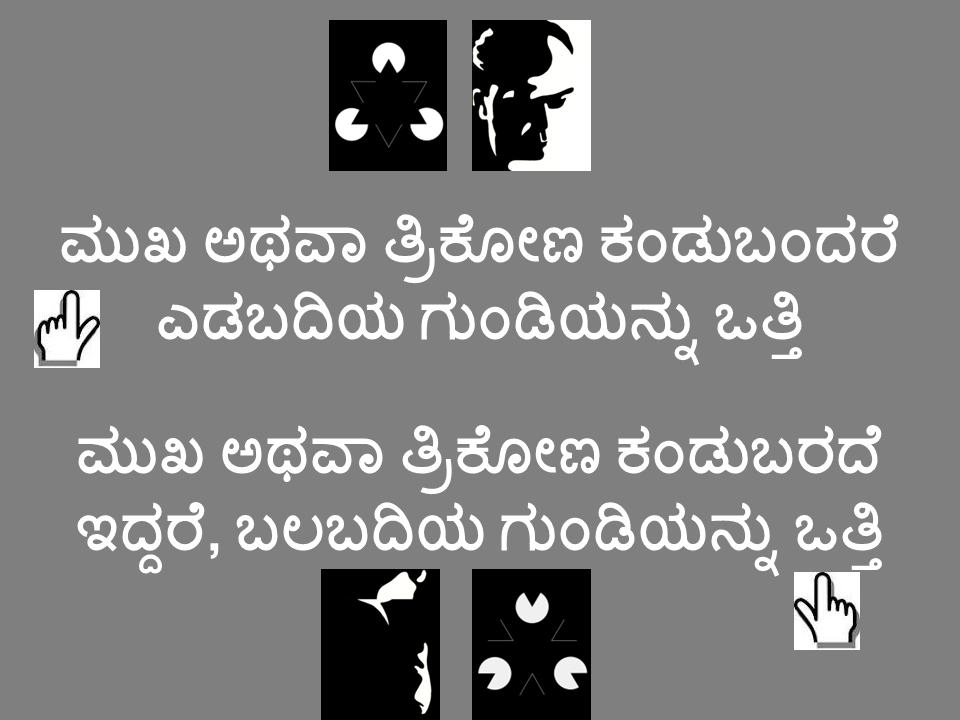 ಮುಖ ಅಥವಾ ತ್ರಿಕೋಣ ಕಂಡುಬಂದರೆ
ಎಡಬದಿಯ ಗುಂಡಿಯನ್ನು ಒತ್ತಿ
ಮುಖ ಅಥವಾ ತ್ರಿಕೋಣ ಕಂಡುಬರದೆ
ಇದ್ದರೆ, ಬಲಬದಿಯ ಗುಂಡಿಯನ್ನು ಒತ್ತಿ